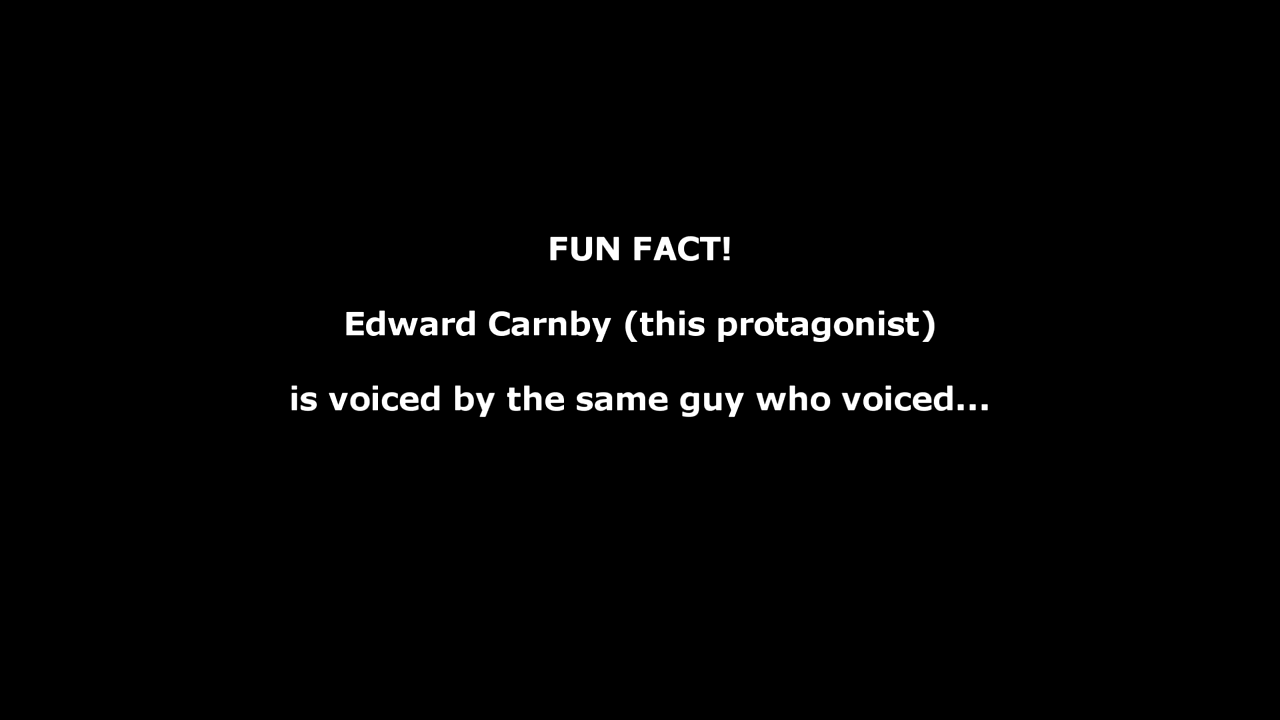 FUN FACT!
Edward Carnby (this protagonist)
is voiced by the same guy who voiced...